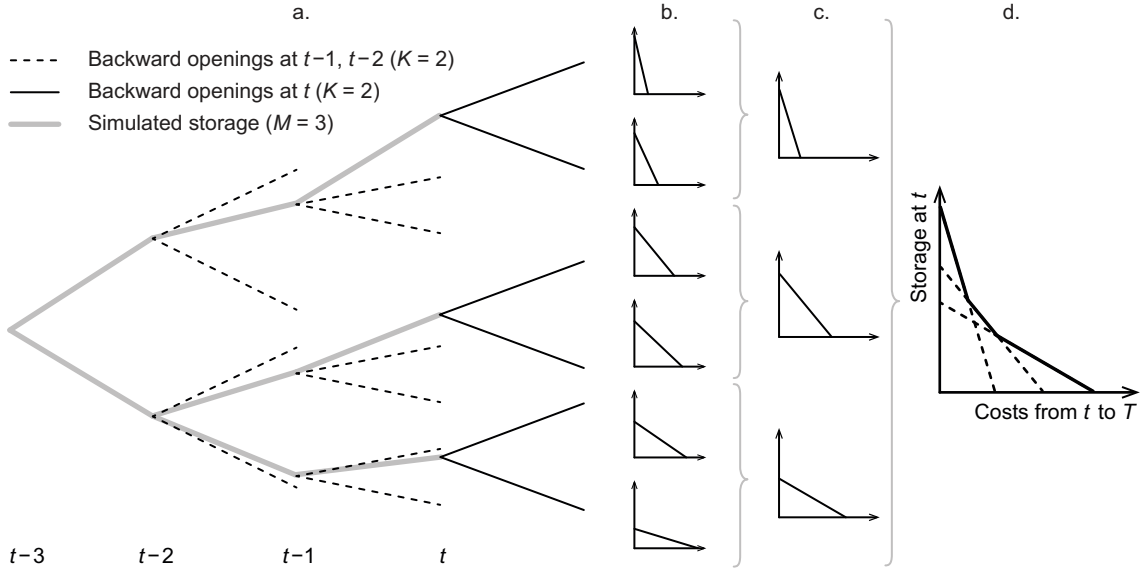 a.
b.
c.
d.
Backward openings at t−1, t−2 (K = 2)
Backward openings at t (K = 2)
Simulated storage (M = 3)
Storage at t
Costs from t to T
t−3
t−2
t−1
t